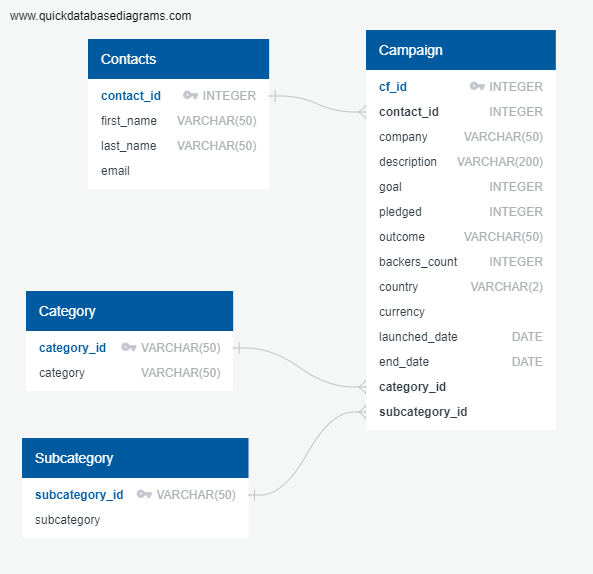 www.quickdatabasediagrams.com
Contacts
contact_id INTEGER
first_name VARCHAR(50)
last_name VARCHAR(50)
email
Campaign
cf_id INTEGER
contact_id INTEGER
company VARCHAR(50)
description VARCHAR(200)
goal INTEGER
pledged INTEGER
outcome VARCHAR(50)
backers_count INTEGER
country VARCHAR(2)
currency
launched_date DATE
end_date DATE
category_id
subcategory_id
Category
category_id VARCHAR(50)
category VARCHAR(50)
Subcategory
subcategory_id VARCHAR(50)
subcategory